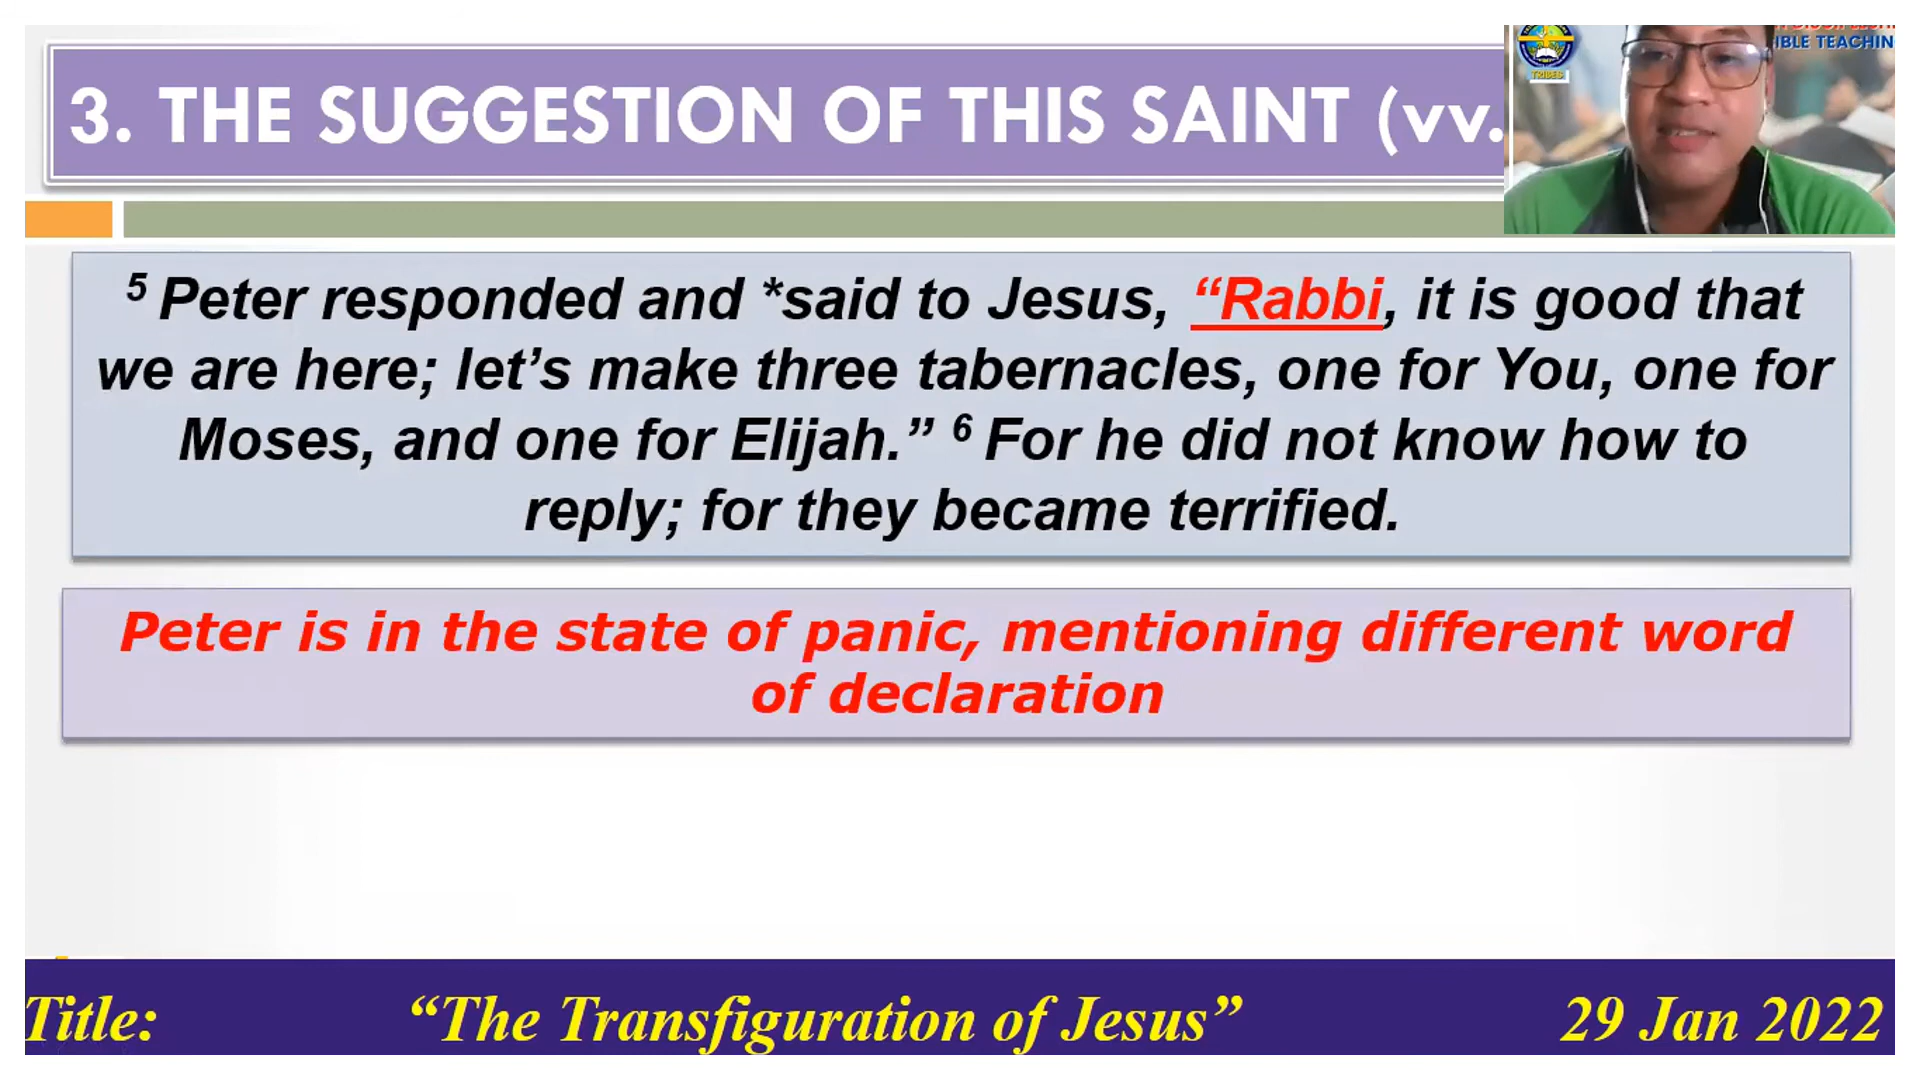 3. THE SUGGESTION OF THIS SAINT (vv.
IBLE TEACHIN
TRIBES
5 Peter responded and *said to Jesus, “Rabbi, it is good that
we are here; let’s make three tabernacles, one for You, one for
Moses, and one for Elijah.” 6 For he did not know how to
reply; for they became terrified.
Peter is in the state of panic, mentioning different word
of declaration
Title: “The Transfiguration of Jesus” 29 Jan 2022